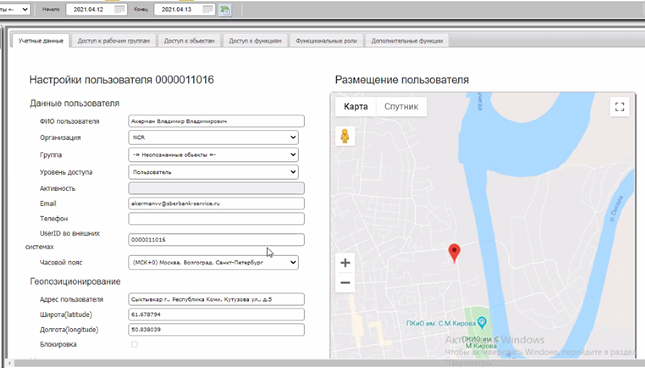 Начало 2021.04.12 Конец 2021.04.13
Учетные данные Доступ к рабочим группам Доступ к объектам Доступ к функциям Функциональные роли Дополнительные функции
Настройки пользователя 0000011016
Размещение пользователя
Данные пользователя
Карта Спутник
ФИО пользователя Акерман Владимир Владимирович
Организация NCR
Группа -= Неопознанные объекты =-
Уровень доступа Пользователь
Активность
Email akermanvv@sberbank-service.ru
Телефон
UserID во внешних
системах 0000011016
Часовой пояс (МСК+0) Москва, Волгоград, Санкт-Петербург
Геопозиционирование
Адрес пользователя Сыктывкар г., Республика Коми, Кутузова ул., д.5
Широта(latitude) 61.678794
Долгота(longitude) 50.838039
Блокировка
ПКиО им. С.М Кирова
ПКиО им. С
М Кирова
Windows
Чтобы активировать Windows, перейдите в раздел